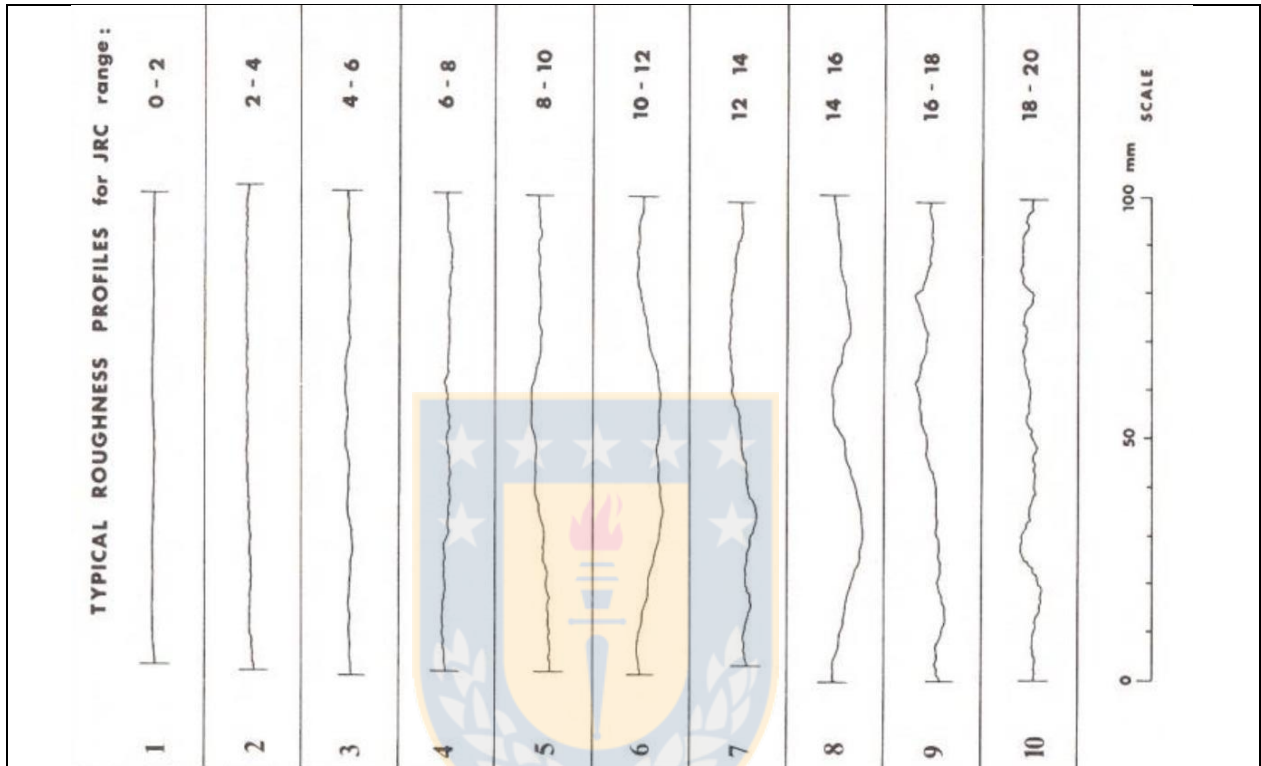 TYPICAL ROUGHNESS PROFILES for JRC range:
1 0 - 2
2 2 - 4
3 4 - 6
4 6 - 8
5 8 - 10
6 10 - 12
7 12 14
8 14 16
9 16 - 18
10 18 - 20
0 50 100 mm SCALE